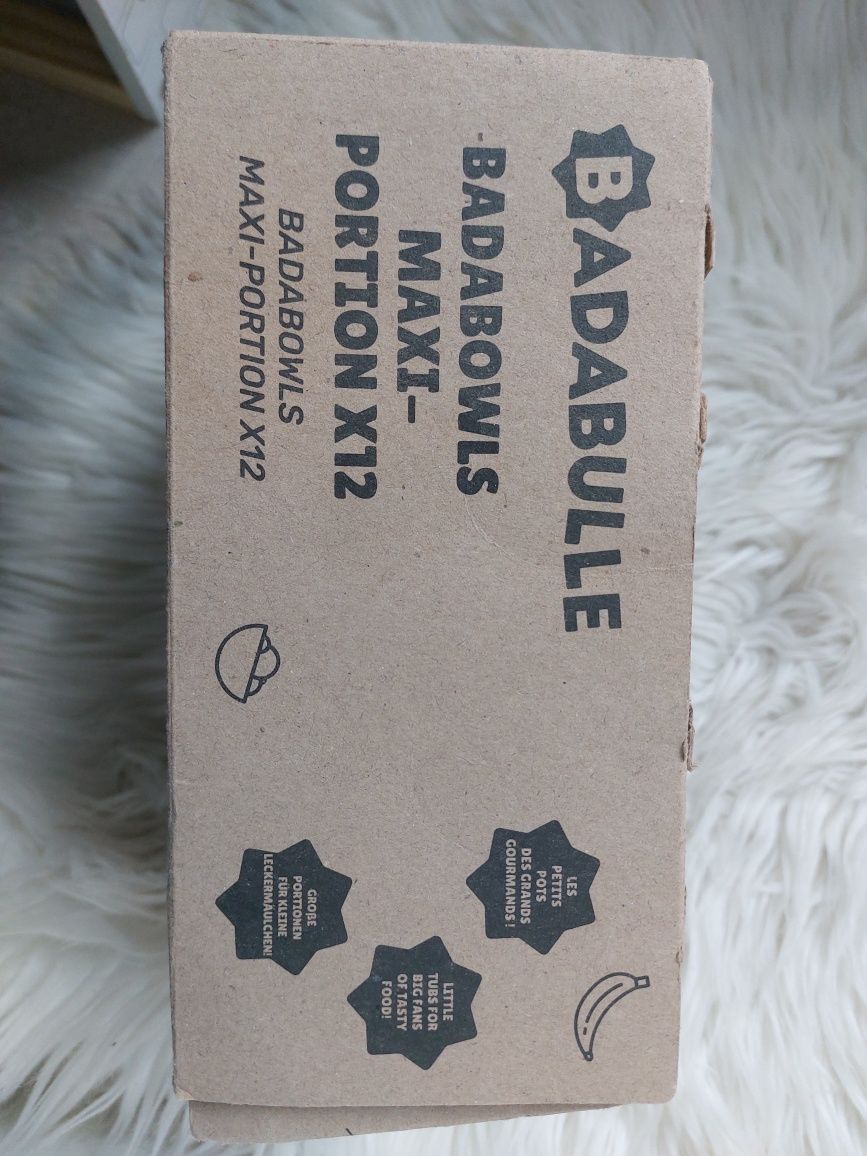 BADABULLE
-BADABOWLS
MAXI-
PORTION X12
BADABOWLS
MAXI-PORTION X12
LES
PETITS
POTS
DES GRANDS
GOURMANDS !
LITTLE
TUBS FOR
BIG FANS
OF TASTY
FOOD!
GROẞE
PORTIONEN
FÜR KLEINE
LECKERMÄULCHEN!